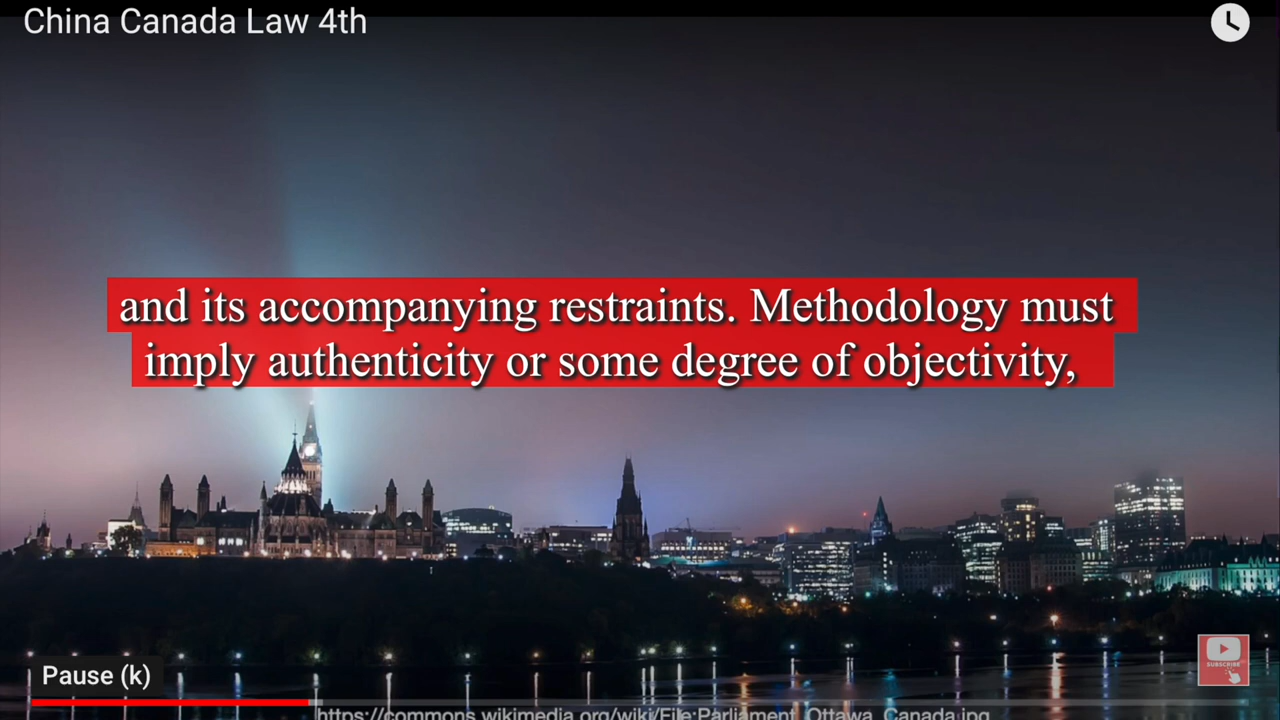 China Canada Law 4th
and its accompanying restraints. Methodology must
imply authenticity or some degree of objectivity,
SUBSCRIBE
Pause (k)
https://commons.wikimedia.org/wiki/File:Parliament_Ottawa_Canada.jpg